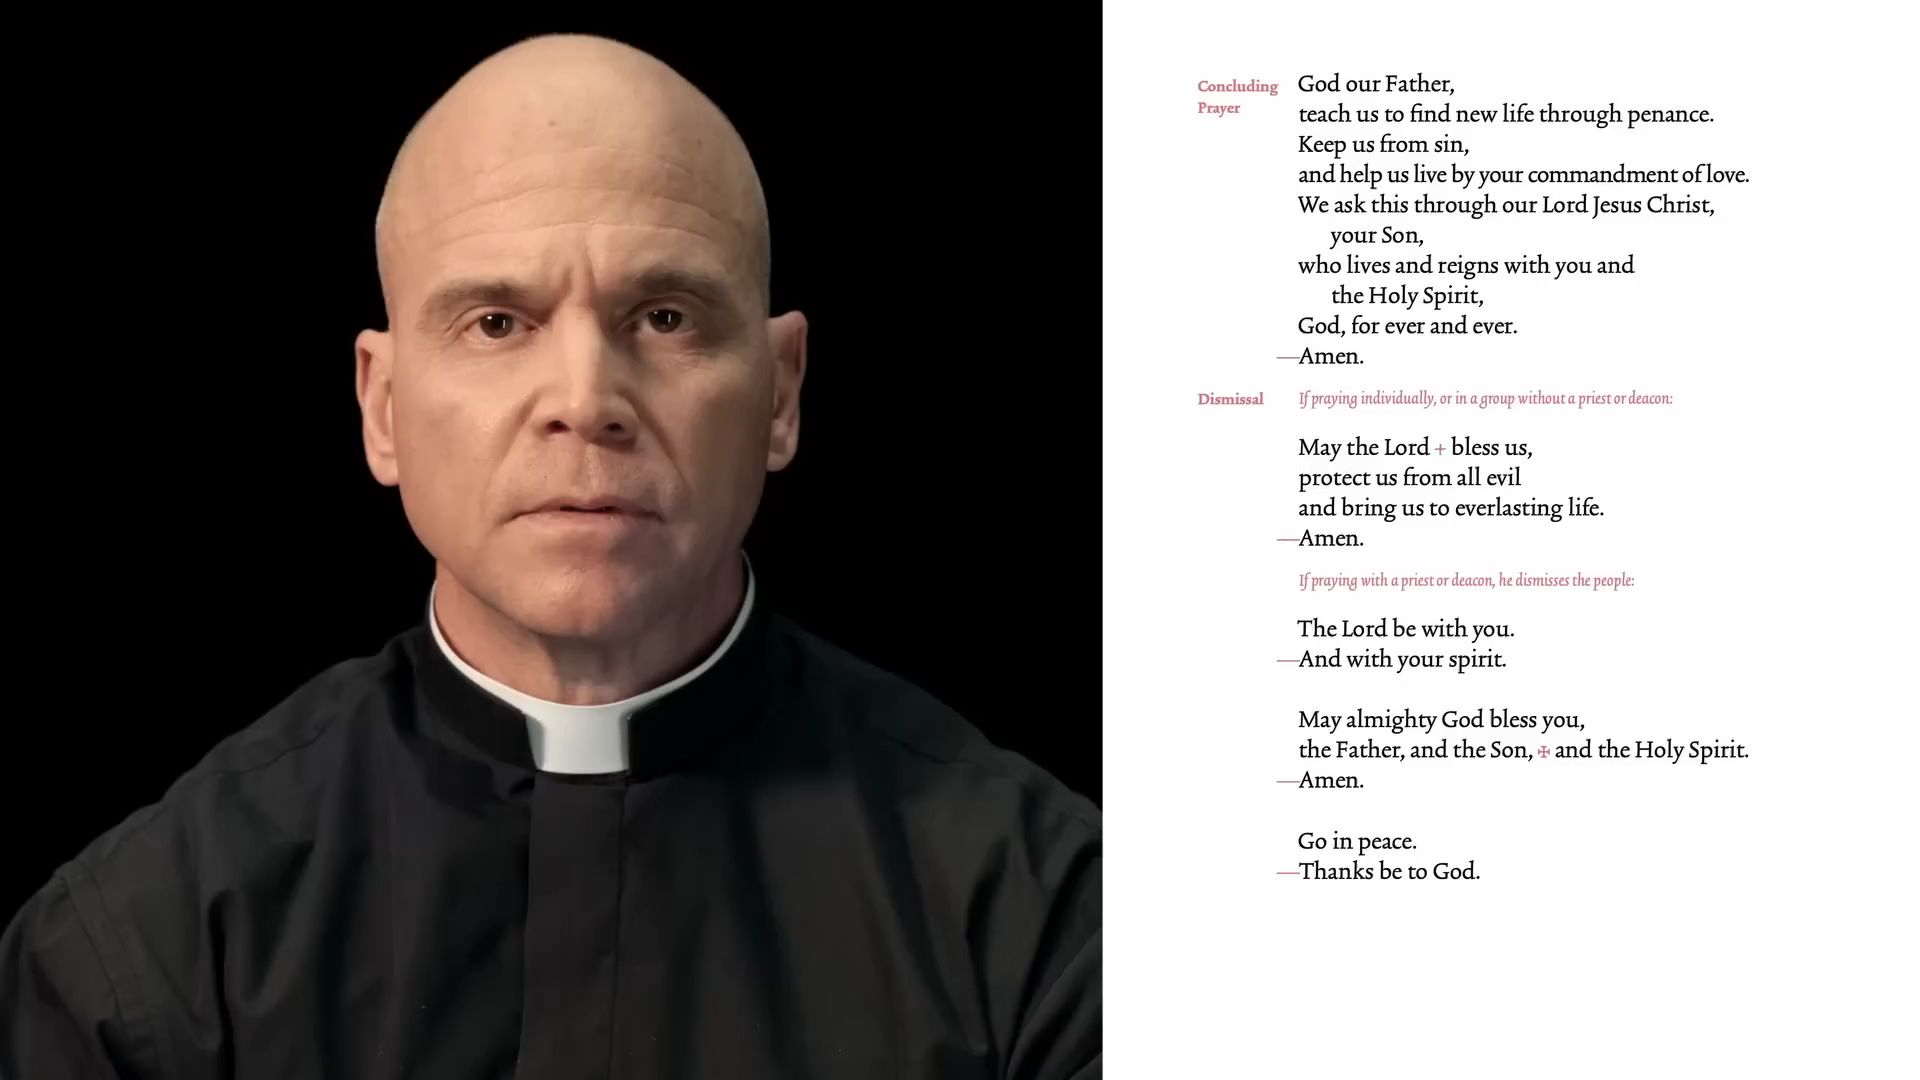 Concluding
Prayer
God our Father,
teach us to find new life through penance.
Keep us from sin,
and help us live by your commandment of love.
We ask this through our Lord Jesus Christ,
your Son,
who lives and reigns with you and
the Holy Spirit,
God, for ever and ever.
—Amen.
Dismissal
If praying individually, or in a group without a priest or deacon:
May the Lord + bless us,
protect us from all evil
and bring us to everlasting life.
—Amen.
If praying with a priest or deacon, he dismisses the people:
The Lord be with you.
—And with your spirit.
May almighty God bless you,
the Father, and the Son, ✠ and the Holy Spirit.
—Amen.
Go in peace.
—Thanks be to God.